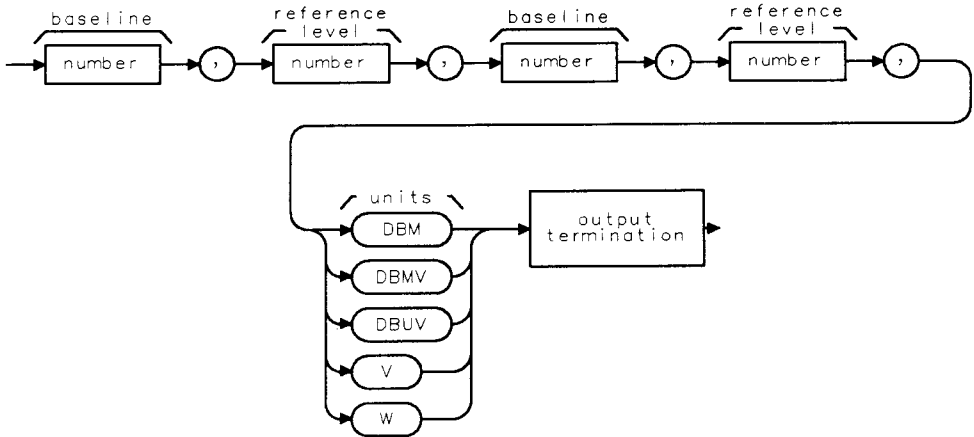 baseline
reference level
baseline
reference level
number , number , number , number ,
units
DBM
DBMV
DBUV
V
W
output termination